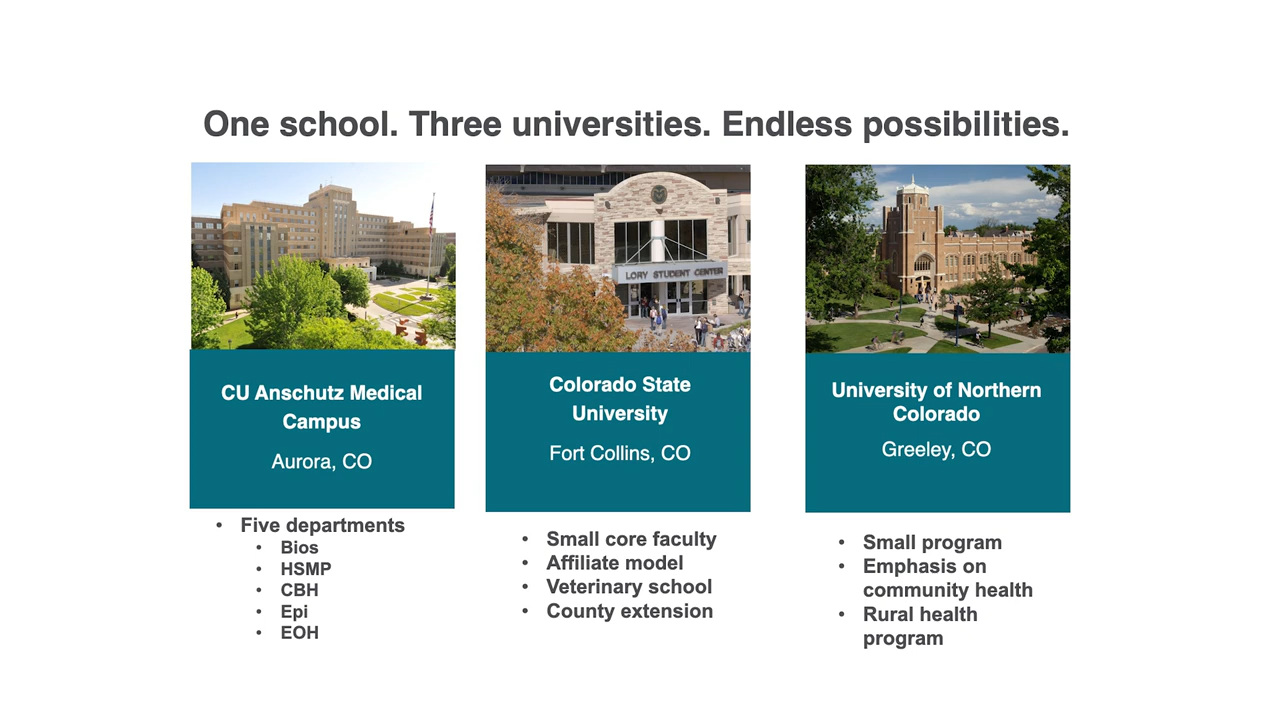 One school. Three universities. Endless possibilities.
LORY STUDENT CENTER
CU Anschutz Medical
Campus
Aurora, CO
Colorado State
University
Fort Collins, CO
University of Northern
Colorado
Greeley, CO
• Five departments
• Bios
• HSMP
• CBH
• Epi
• EOH
• Small core faculty
• Affiliate model
• Veterinary school
• County extension
• Small program
• Emphasis on
community health
• Rural health
program